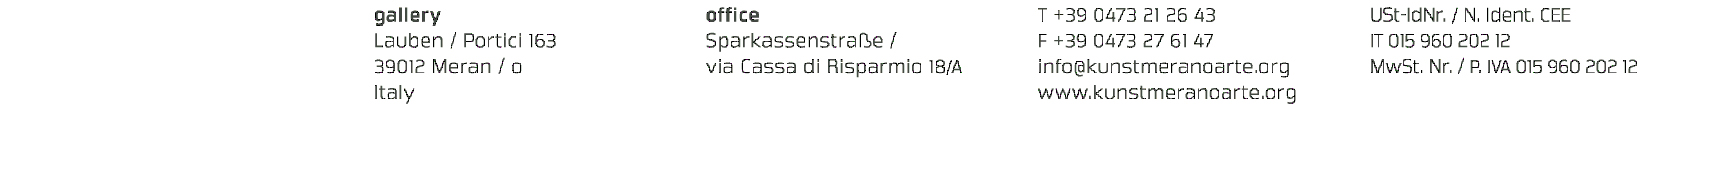 gallery
Lauben / Portici 163
39012 Meran / o
Italy
office
Sparkassenstraße /
via Cassa di Risparmio 18/A
T +39 0473 21 26 43
F +39 0473 27 61 47
info@kunstmeranoarte.org
www.kunstmeranoarte.org
USt-IdNr. / N. Ident. CEE
IT 015 960 202 12
MwSt. Nr. / P. IVA 015 960 202 12